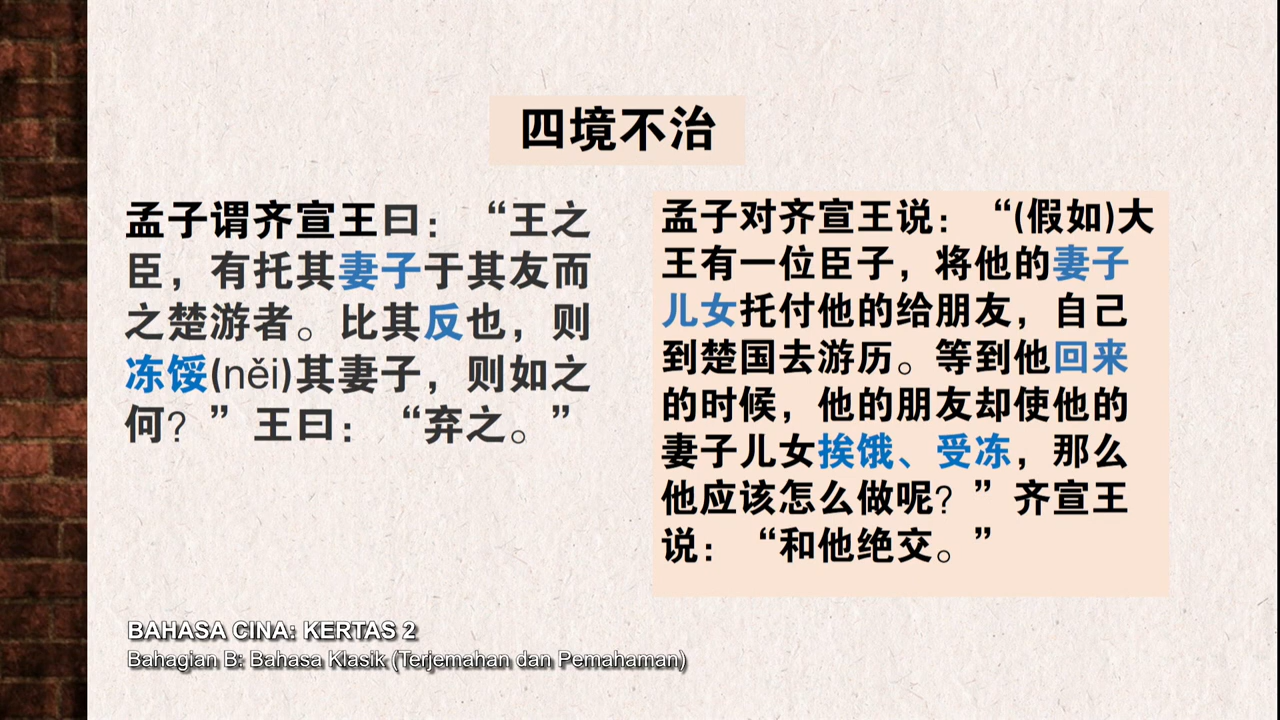 四境不治
孟子谓齐宣王曰：“王之
臣，有托其妻子于其友而
之楚游者。比其反也，则
冻馁(něi)其妻子，则如之
何？”王曰：“弃之。”
孟子对齐宣王说：“(假如)大
王有一位臣子，将他的妻子
儿女托付他的给朋友，自己
到楚国去游历。等到他回来
的时候，他的朋友却使他的
妻子儿女挨饿、受冻，那么
他应该怎么做呢？”齐宣王
说：“和他绝交。”
BAHASA CINA: KERTAS 2
Bahagian B: Bahasa Klasik (Terjemahan dan Pemahaman)